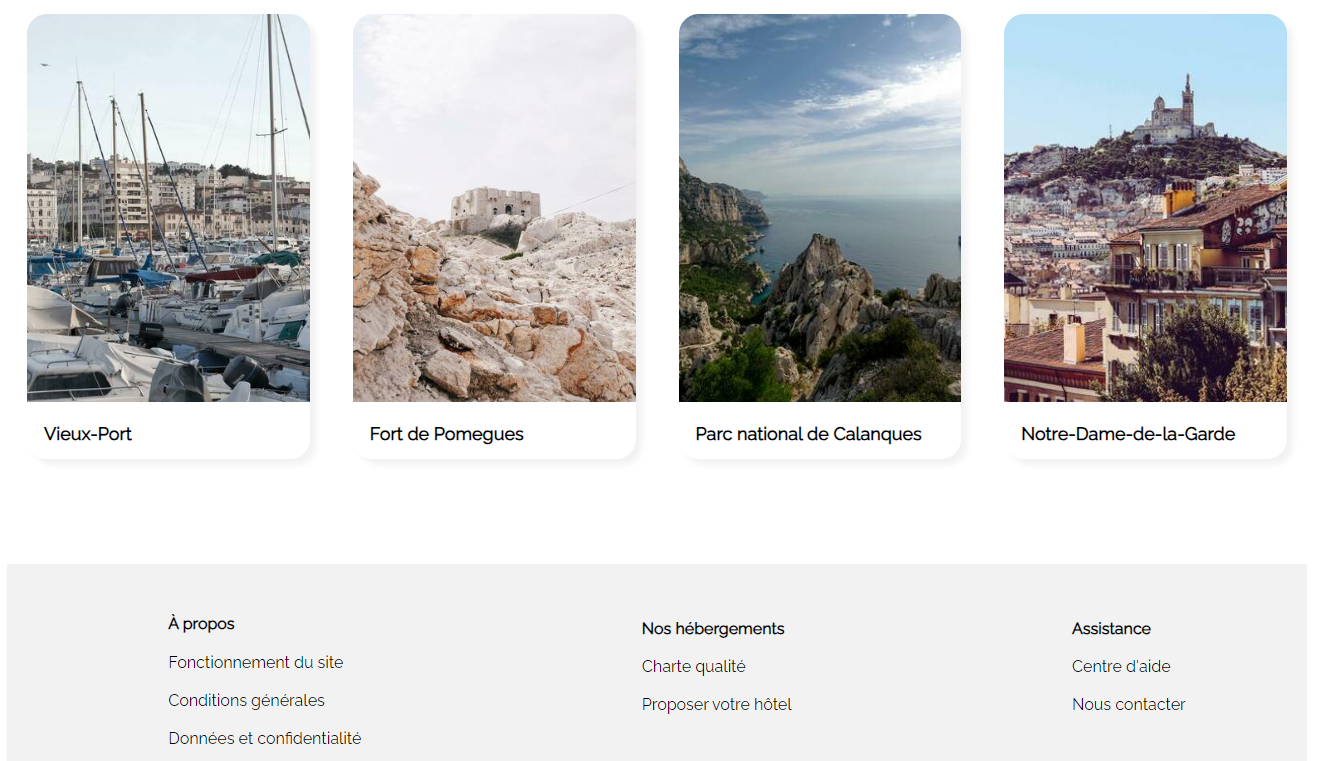 Vieux-Port
Fort de Pomegues
Parc national de Calanques
Notre-Dame-de-la-Garde
À propos
Fonctionnement du site
Conditions générales
Données et confidentialité
Nos hébergements
Charte qualité
Proposer votre hôtel
Assistance
Centre d'aide
Nous contacter